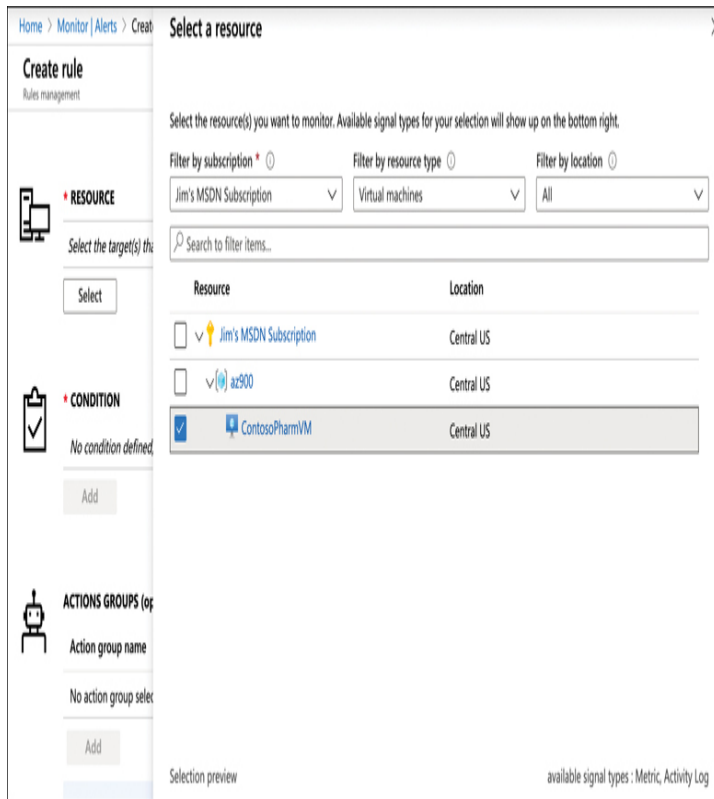 Home > Monitor | Alerts > Creat
Create rule
Rules management
* RESOURCE
Select the target(s) tha
Select
* CONDITION
No condition defined,
Add
ACTIONS GROUPS (op
Action group name
No action group selec
Add
Select a resource
Select the resource(s) you want to monitor. Available signal types for your selection will show up on the bottom right.
Filter by subscription * Filter by resource type Filter by location
Jim's MSDN Subscription Virtual machines All
Search to filter items...
Resource Location
Jim's MSDN Subscription Central US
az900 Central US
ContosoPharmVM Central US
Selection preview available signal types : Metric, Activity Log